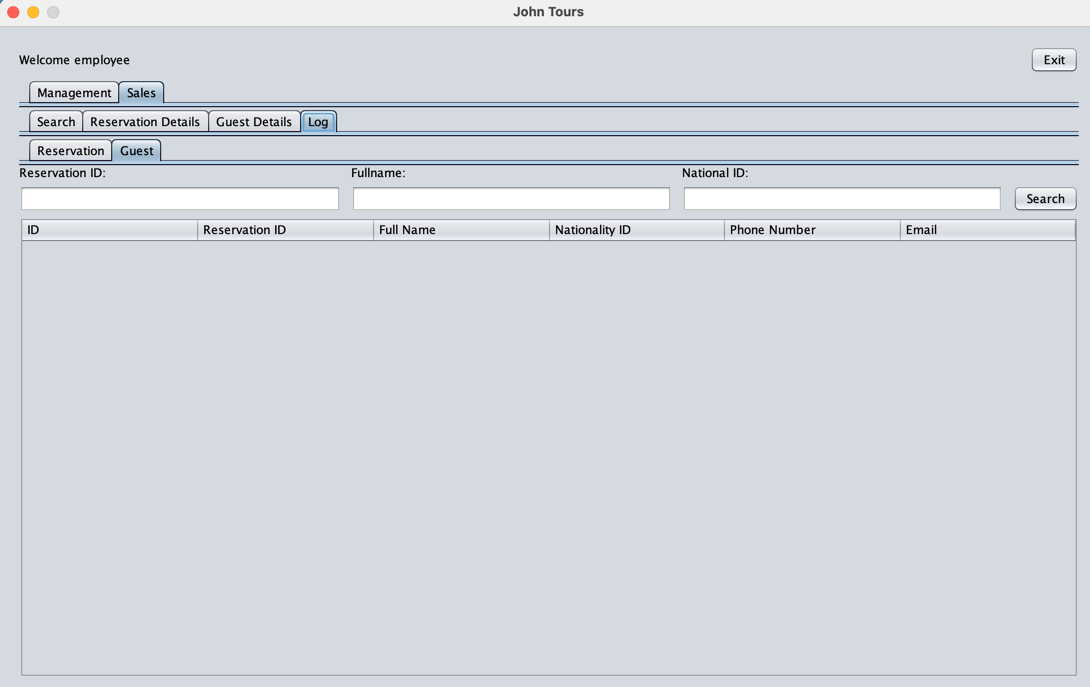 John Tours
Welcome employee
Exit
Management Sales
Search Reservation Details Guest Details Log
Reservation Guest
Reservation ID: Fullname: National ID:
Search
ID Reservation ID Full Name Nationality ID Phone Number Email